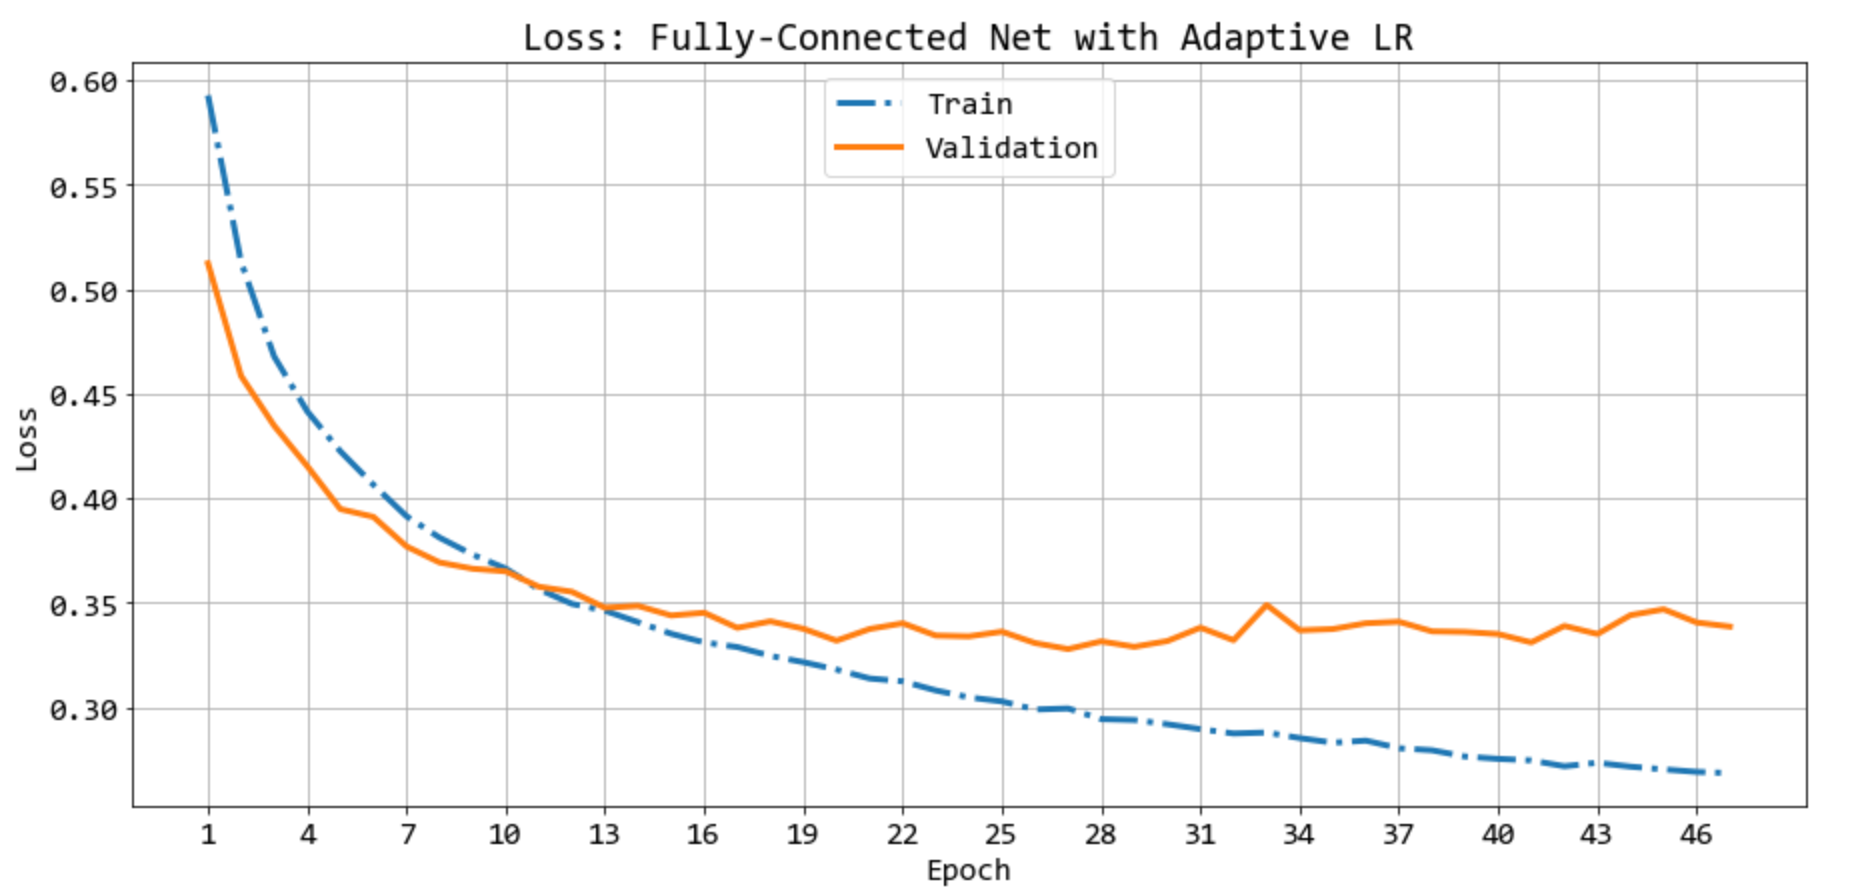 Loss: Fully-Connected Net with Adaptive LR
Train
Validation
0.60
0.55
0.50
0.45
0.40
0.35
0.30
Loss
1 4 7 10 13 16 19 22 25 28 31 34 37 40 43 46
Epoch